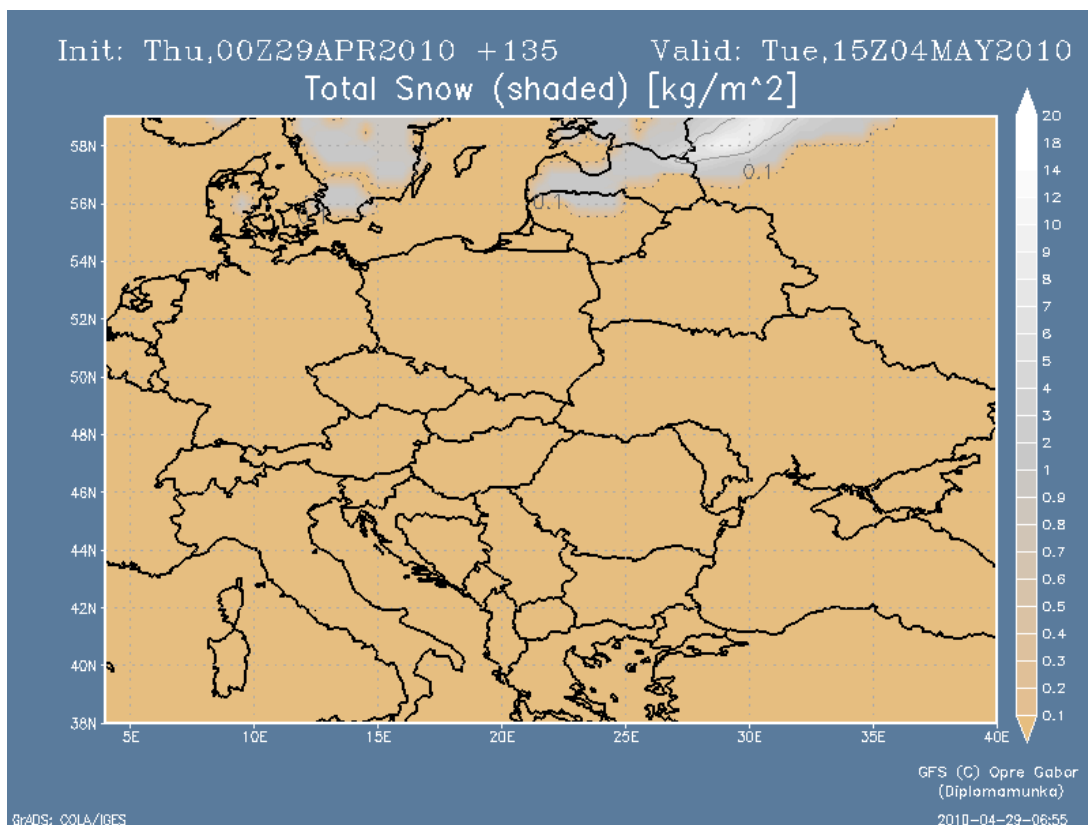 Init: Thu,00Z29APR2010 +135 Valid: Tue,15Z04MAY2010
Total Snow (shaded) [kg/m^2]
58N
56N
54N
52N
50N
48N
46N
44N
42N
40N
38N
5E 10E 15E 20E 25E 30E 35E 40E
0.1
0.1
20
18
14
12
10
9
8
7
6
5
4
3
2
1
0.9
0.8
0.7
0.6
0.5
0.4
0.3
0.2
0.1
GFS (C) Opre Gabor
(Diplomamunka)
GrADS: COLA/IGES 2010-04-29-06:55